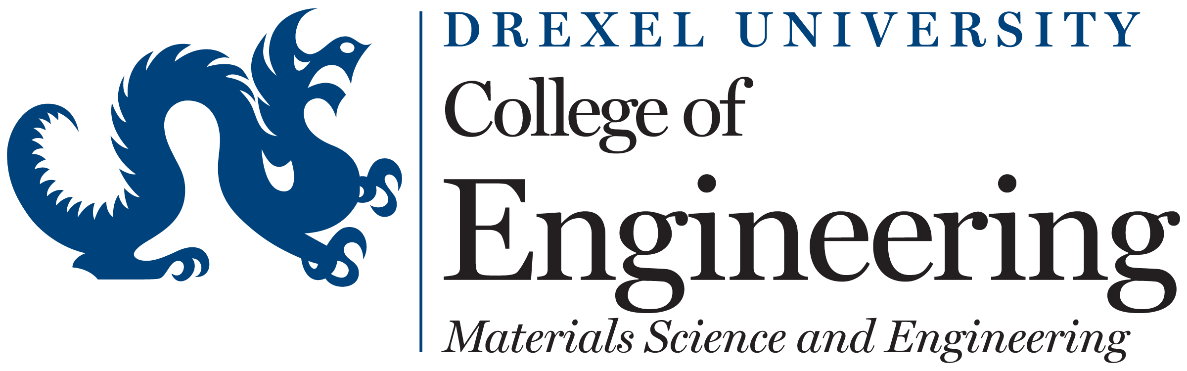 DREXEL UNIVERSITY
College of
Engineering
Materials Science and Engineering